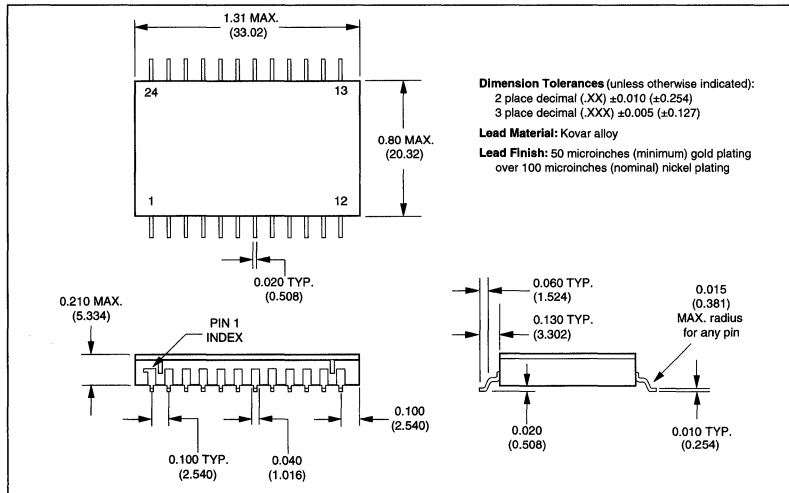 1.31 MAX.
(33.02)
24
13
0.80 MAX.
(20.32)
1
12
0.020 TYP.
(0.508)
Dimension Tolerances (unless otherwise indicated):
2 place decimal (.XX) ±0.010 (±0.254)
3 place decimal (.XXX) ±0.005 (±0.127)
Lead Material: Kovar alloy
Lead Finish: 50 microinches (minimum) gold plating
over 100 microinches (nominal) nickel plating
0.210 MAX.
(5.334)
PIN 1
INDEX
0.100 TYP.
(2.540)
0.040
(1.016)
0.100
(2.540)
0.060 TYP.
(1.524)
0.130 TYP.
(3.302)
0.015
(0.381)
MAX. radius
for any pin
0.020
(0.508)
0.010 TYP.
(0.254)